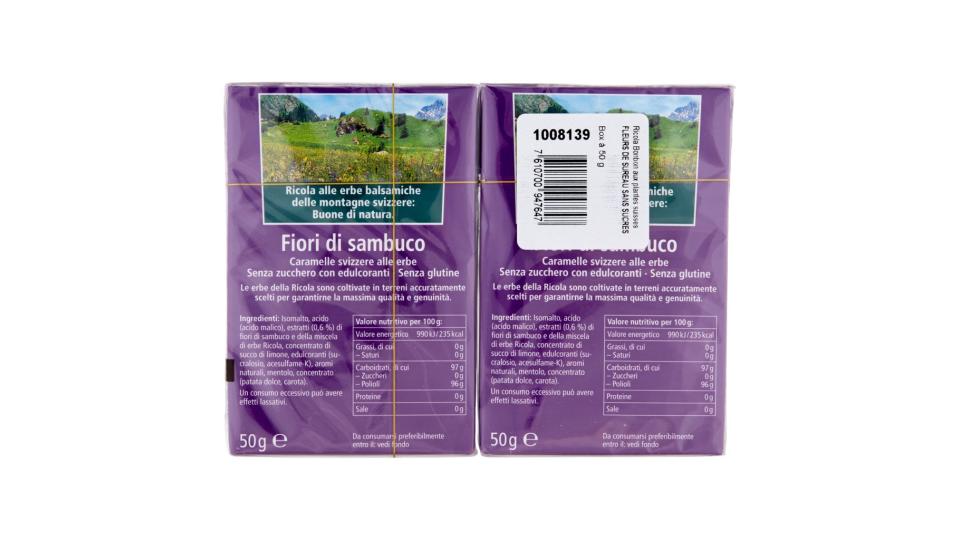 Ricola alle erbe balsamiche
delle montagne svizzere:
Buone di natura.
Fiori di sambuco
Caramelle svizzere alle erbe
Senza zucchero con edulcoranti · Senza glutine
Le erbe della Ricola sono coltivate in terreni accuratamente
scelti per garantirne la massima qualità e genuinità.
Ingredienti: Isomalto, acido
(acido malico), estratti (0,6 %) di
fiori di sambuco e della miscela
di erbe Ricola, concentrato di
succo di limone, edulcoranti (su-
cralosio, acesulfame-K), aromi
naturali, mentolo, concentrato
(patata dolce, carota).
Un consumo eccessivo può avere
effetti lassativi.
Valore nutritivo per 100 g:
Valore energetico 990 kJ/235 kcal
Grassi, di cui 0 g
– Saturi 0 g
Carboidrati, di cui 97 g
– Zuccheri 0 g
– Polioli 96 g
Proteine 0 g
Sale 0 g
50 g ℮
Da consumarsi preferibilmente
entro il: vedi fondo
1008139
7 610700 947647
Box à 50 g
FLEURS DE SUREAU SANS SUCRES
Ricola Bonbon aux plantes suisses
niche
ere:
Fiori di sambuco
Caramelle svizzere alle erbe
Senza zucchero con edulcoranti · Senza glutine
Le erbe della Ricola sono coltivate in terreni accuratamente
scelti per garantirne la massima qualità e genuinità.
Ingredienti: Isomalto, acido
(acido malico), estratti (0,6 %) di
fiori di sambuco e della miscela
di erbe Ricola, concentrato di
succo di limone, edulcoranti (su-
cralosio, acesulfame-K), aromi
naturali, mentolo, concentrato
(patata dolce, carota).
Un consumo eccessivo può avere
effetti lassativi.
Valore nutritivo per 100 g:
Valore energetico 990 kJ/235 kcal
Grassi, di cui 0 g
– Saturi 0 g
Carboidrati, di cui 97 g
– Zuccheri 0 g
– Polioli 96 g
Proteine 0 g
Sale 0 g
50 g ℮
Da consumarsi preferibilmente
entro il: vedi fondo